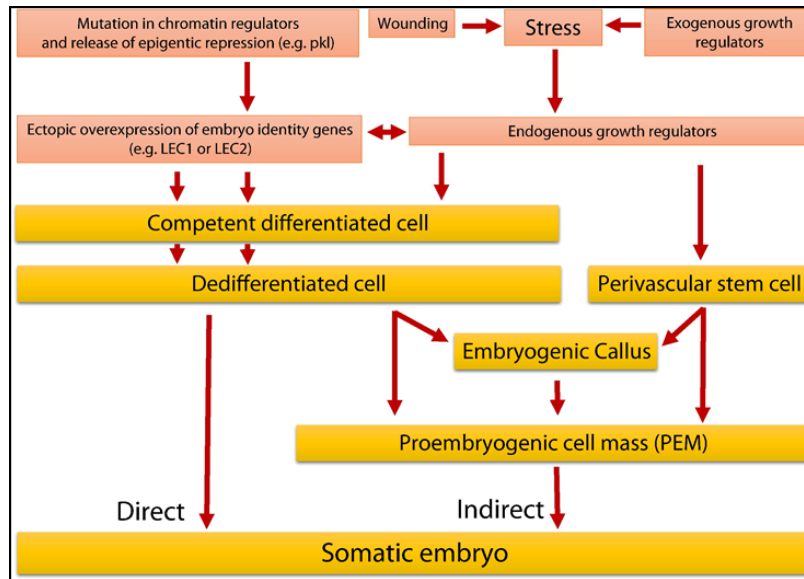 Mutation in chromatin regulators
and release of epigentic repression (e.g. pkl)
Wounding
Stress
Exogenous growth
regulators
Ectopic overexpression of embryo identity genes
(e.g. LEC1 or LEC2)
Endogenous growth regulators
Competent differentiated cell
Dedifferentiated cell
Perivascular stem cell
Embryogenic Callus
Proembryogenic cell mass (PEM)
Direct
Indirect
Somatic embryo